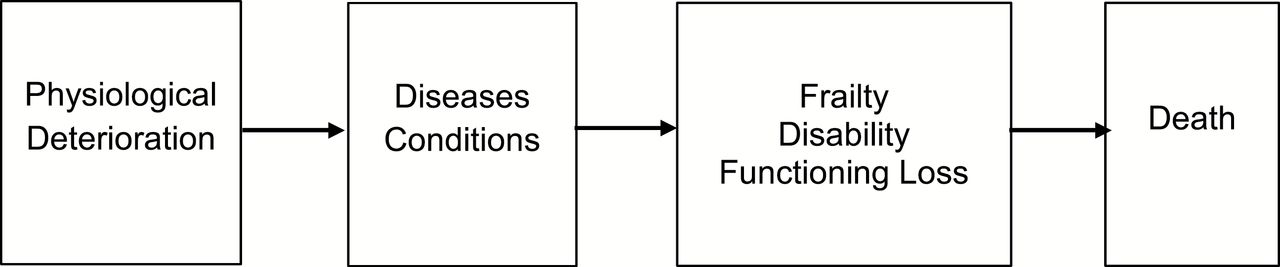 Physiological
Deterioration
Diseases
Conditions
Frailty
Disability
Functioning Loss
Death